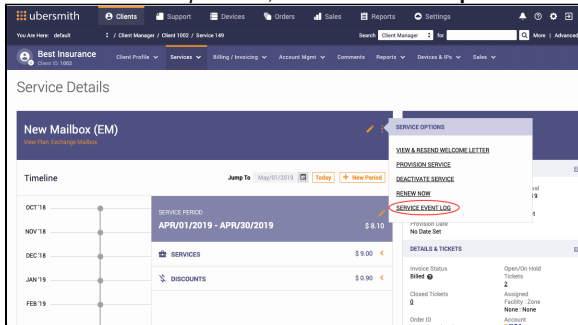 ubersmith
Clients
Support
Devices
Orders
Sales
Reports
Settings
You Are Here: default
/ Client Manager / Client 1002 / Service 149
Search
Client Manager
for
More | Advanced
Best Insurance
Client ID: 1003
Client Profile
Services
Billing / Invoicing
Account Mgmt
Comments
Reports
Devices & IPs
Sales
Service Details
New Mailbox (EM)
View Plan: Exchange Mailbox
SERVICE OPTIONS
VIEW & RESEND WELCOME LETTER
PROVISION SERVICE
DEACTIVATE SERVICE
RENEW NOW
SERVICE EVENT LOG
Timeline
Jump To
May/01/2019
Today
+ New Period
OCT '18
NOV '18
DEC '18
JAN '19
FEB '19
SERVICE PERIOD
APR/01/2019 - APR/30/2019
$ 8.10
SERVICES
$ 9.00
DISCOUNTS
$ 0.90
Provision Date
No Date Set
DETAILS & TICKETS
Invoice Status
Billed
Open/On Hold
Tickets
2
Closed Tickets
0
Assigned
Facility : Zone
None : None
Order ID
Account